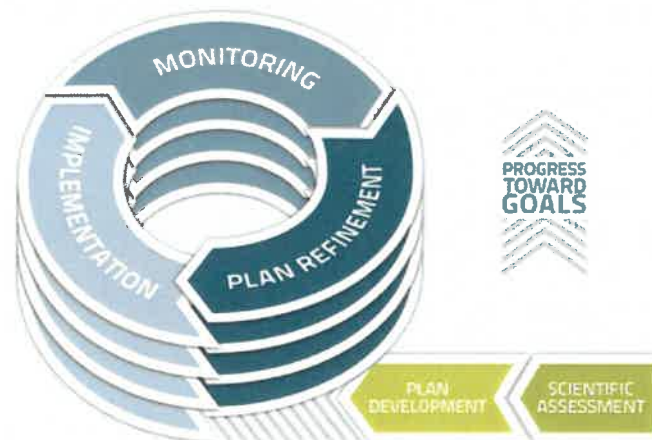 MONITORING
IMPLEMENTATION
PLAN REFINEMENT
PROGRESS
TOWARD
GOALS
PLAN
DEVELOPMENT
SCIENTIFIC
ASSESSMENT